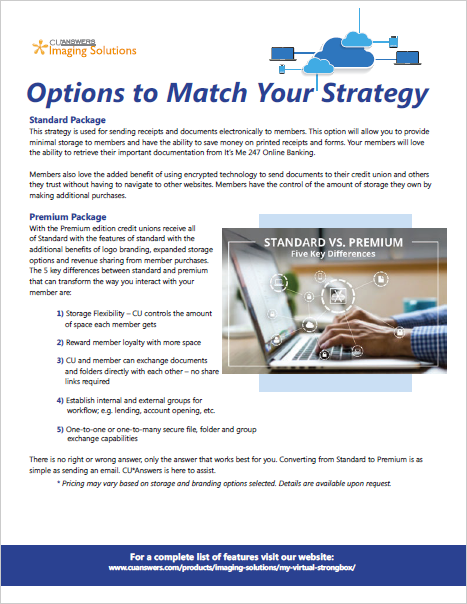 CU*ANSWERS
Imaging Solutions
Options to Match Your Strategy
Standard Package
This strategy is used for sending receipts and documents electronically to members. This option will allow you to provide
minimal storage to members and have the ability to save money on printed receipts and forms. Your members will love
the ability to retrieve their important documentation from It's Me 247 Online Banking.
Members also love the added benefit of using encrypted technology to send documents to their credit union and others
they trust without having to navigate to other websites. Members have the control of the amount of storage they own by
making additional purchases.
Premium Package
With the Premium edition credit unions receive all
of Standard with the features of standard with the
additional benefits of logo branding, expanded storage
options and revenue sharing from member purchases.
The 5 key differences between standard and premium
that can transform the way you interact with your
member are:
STANDARD VS. PREMIUM
Five Key Differences
1) Storage Flexibility – CU controls the amount
of space each member gets
2) Reward member loyalty with more space
3) CU and member can exchange documents
and folders directly with each other – no share
links required
4) Establish internal and external groups for
workflow; e.g. lending, account opening, etc.
5) One-to-one or one-to-many secure file, folder and group
exchange capabilities
There is no right or wrong answer, only the answer that works best for you. Converting from Standard to Premium is as
simple as sending an email. CU*Answers is here to assist.
* Pricing may vary based on storage and branding options selected. Details are available upon request.
For a complete list of features visit our website:
www.cuanswers.com/products/imaging-solutions/my-virtual-strongbox/